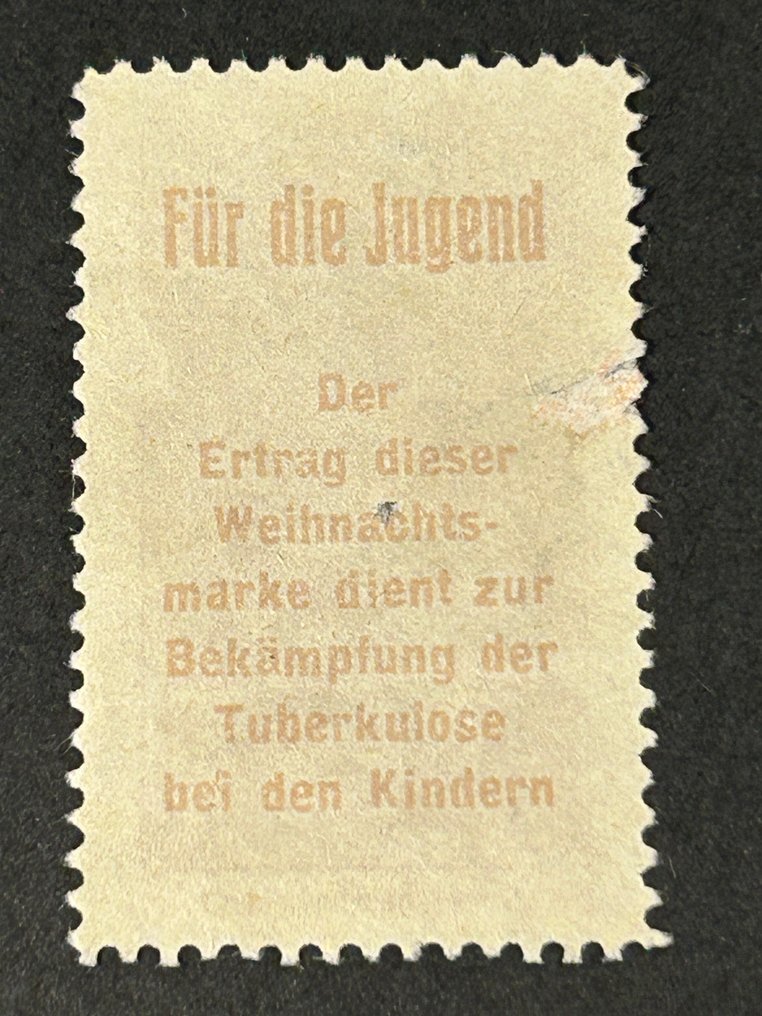 Für die Jugend
Der
Ertrag dieser
Weihnachts-
marke dient zur
Bekämpfung der
Tuberkulose
bei den Kindern